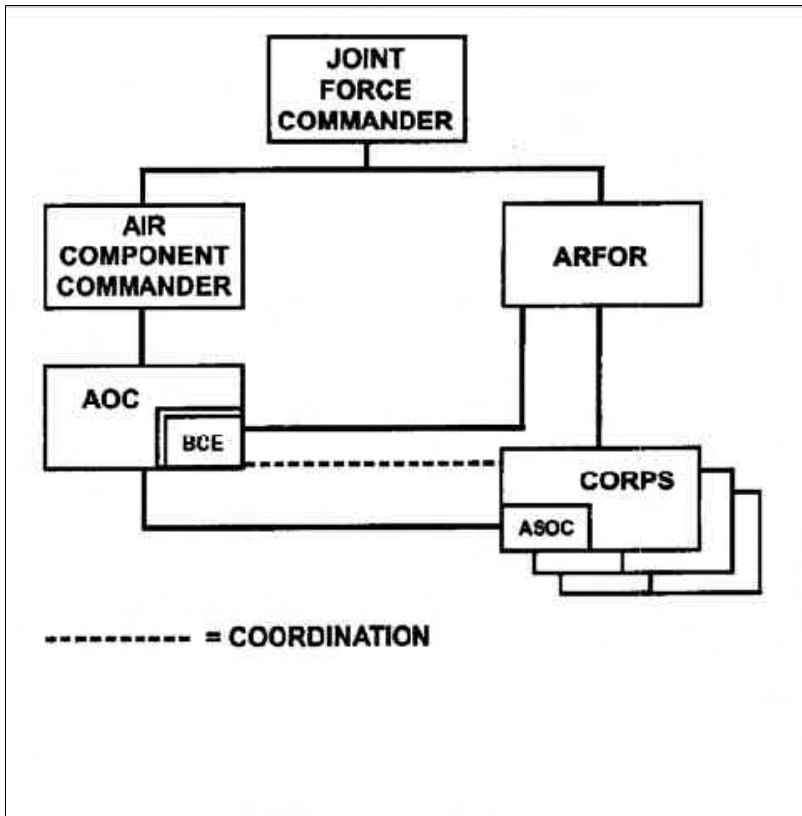 JOINT
FORCE
COMMANDER
AIR
COMPONENT
COMMANDER
ARFOR
AOC
BCE
CORPS
ASOC
= COORDINATION